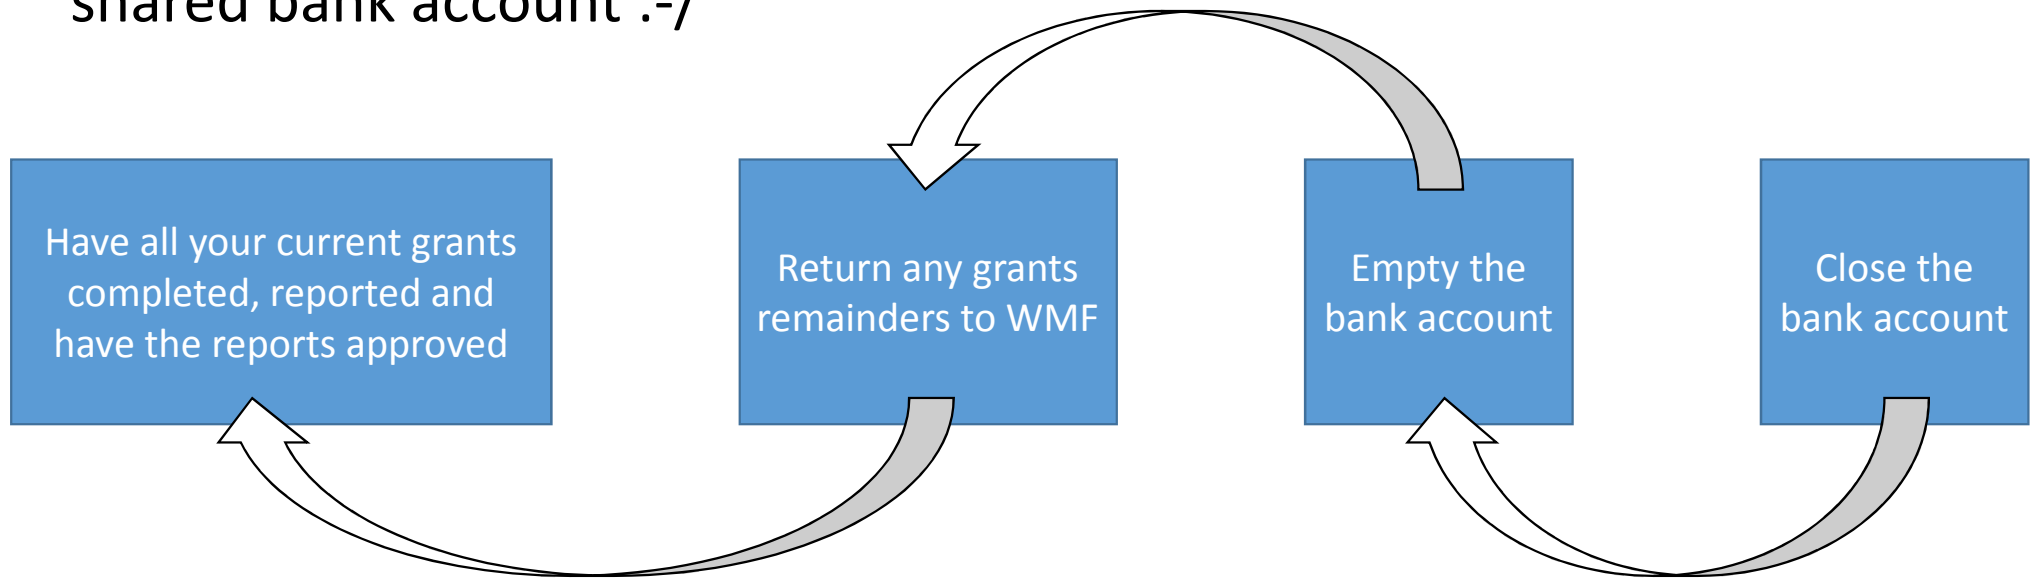 shared bank account :-/
Have all your current grants
completed, reported and
have the reports approved
Return any grants
remainders to WMF
Empty the
bank account
Close the
bank account